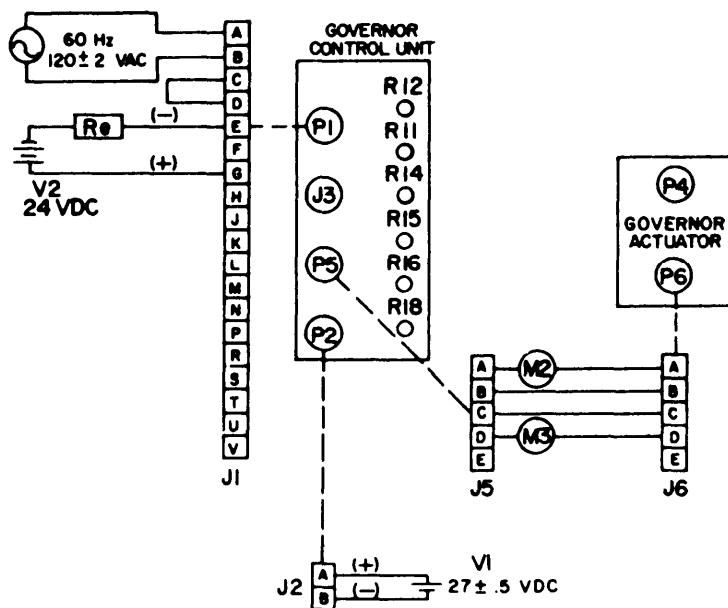 60 Hz
120± 2 VAC
Re
(-)
(+)
V2
24 VDC
A
B
C
D
E
F
G
H
J
K
L
M
N
P
R
S
T
U
V
J1
GOVERNOR
CONTROL UNIT
P1
J3
P5
P2
R12
R11
R14
R15
R16
R18
P4
GOVERNOR
ACTUATOR
P6
A
B
C
D
E
J5
M2
M3
A
B
C
D
E
J6
J2
A
B
(+)
(-)
V1
27± .5 VDC